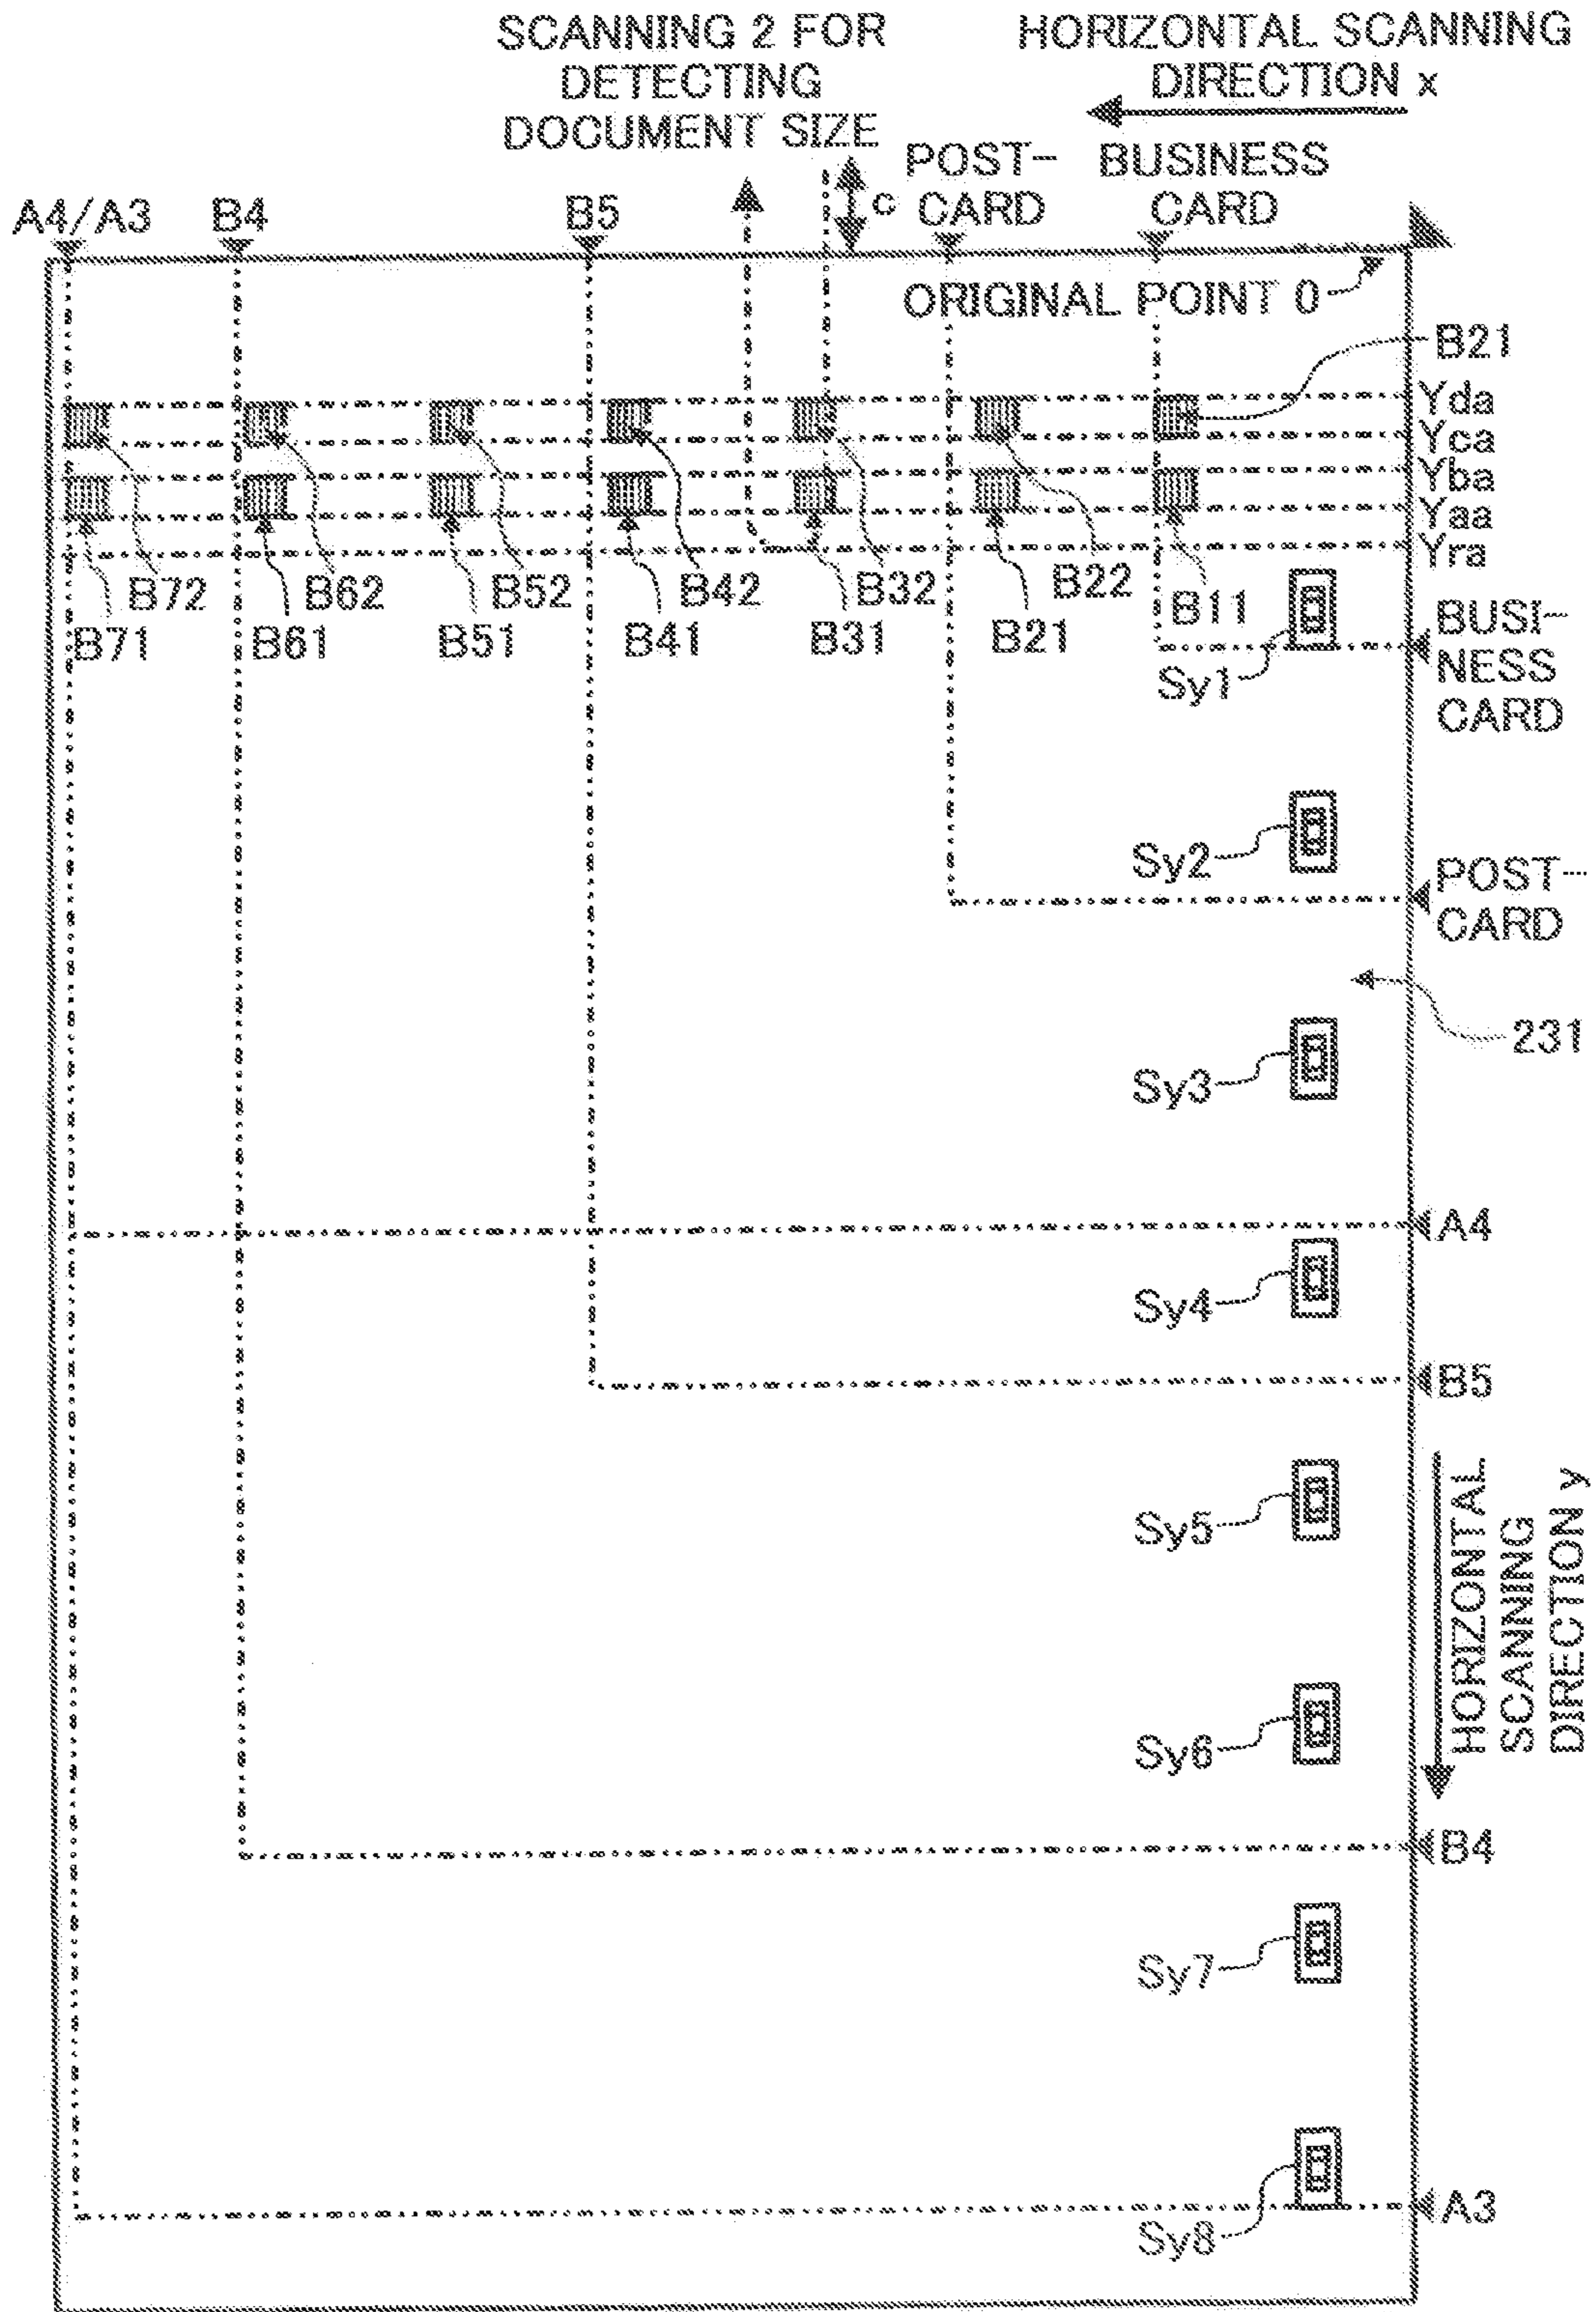 SCANNING 2 FOR
DETECTING
DOCUMENT SIZE
HORIZONTAL SCANNING
DIRECTION x
A4/A3
B4
B5
c
POST-
CARD
BUSINESS
CARD
ORIGINAL POINT 0
B21
Yda
Yca
Yba
Yaa
Yra
B72
B62
B52
B42
B32
B22
B11
B71
B61
B51
B41
B31
B21
BUSI-
NESS
CARD
Sy1
Sy2
POST-
CARD
231
Sy3
A4
Sy4
B5
HORIZONTAL
SCANNING
DIRECTION y
Sy5
Sy6
B4
Sy7
A3
Sy8